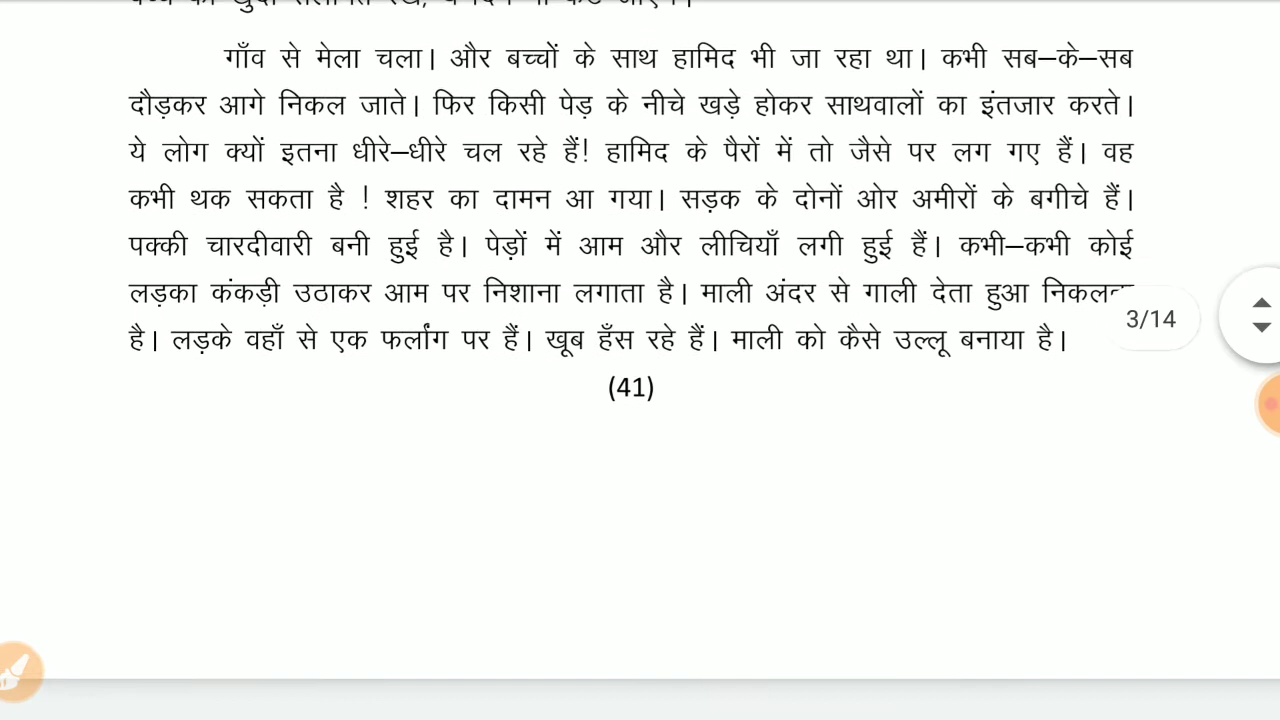 गाँव से मेला चला। और बच्चों के साथ हामिद भी जा रहा था। कभी सब–के–सब
दौड़कर आगे निकल जाते। फिर किसी पेड़ के नीचे खड़े होकर साथवालों का इंतजार करते।
ये लोग क्यों इतना धीरे–धीरे चल रहे हैं! हामिद के पैरों में तो जैसे पर लग गए हैं। वह
कभी थक सकता है ! शहर का दामन आ गया। सड़क के दोनों ओर अमीरों के बगीचे हैं।
पक्की चारदीवारी बनी हुई है। पेड़ों में आम और लीचियाँ लगी हुई हैं। कभी–कभी कोई
लड़का कंकड़ी उठाकर आम पर निशाना लगाता है। माली अंदर से गाली देता हुआ निकलता
3/14
है। लड़के वहाँ से एक फर्लांग पर हैं। खूब हँस रहे हैं। माली को कैसे उल्लू बनाया है।
(41)